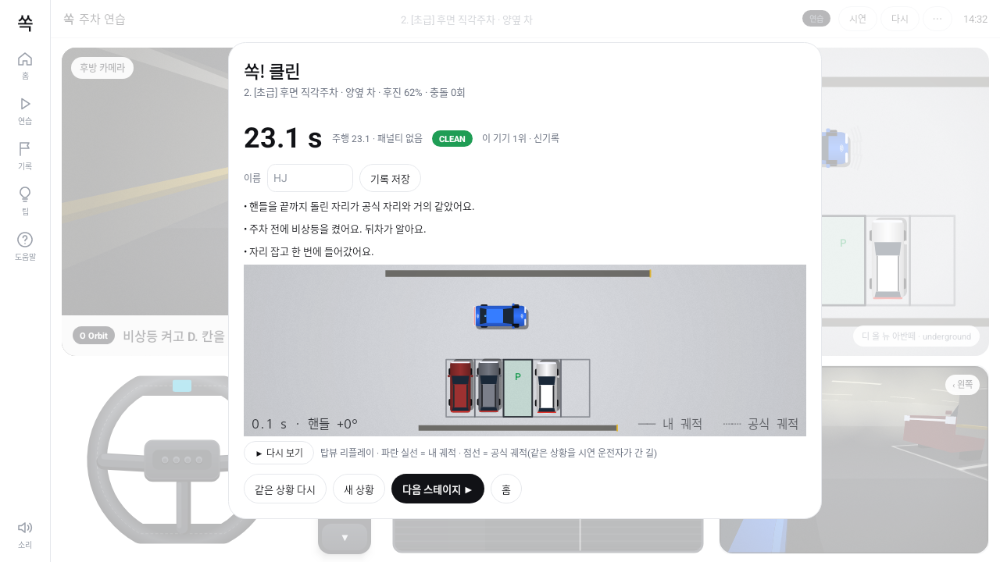 쏙
홈
연습
기록
팁
도움말
소리
쏙 주차 연습
2. [초급] 후면 직각주차 · 양옆 차
연습
시연
다시
···
14:32
후방 카메라
0 Orbit
비상등 켜고 D. 칸을
쏙! 클린
2. [초급] 후면 직각주차 · 양옆 차 · 후진 62% · 충돌 0회
23.1 s 주행 23.1 · 패널티 없음 CLEAN 이 기기 1위 · 신기록
이름 HJ 기록 저장
• 핸들을 끝까지 돌린 자리가 공식 자리와 거의 같았어요.
• 주차 전에 비상등을 켰어요. 뒤차가 알아요.
• 자리 잡고 한 번에 들어갔어요.
P
0.1 s · 핸들 +0°
내 궤적
공식 궤적
► 다시 보기 탑뷰 리플레이 · 파란 실선 = 내 궤적 · 점선 = 공식 궤적(같은 상황을 시연 운전자가 간 길)
같은 상황 다시 새 상황 다음 스테이지 ► 홈
P
디 올 뉴 아반떼 underground
‹ 왼쪽
▼